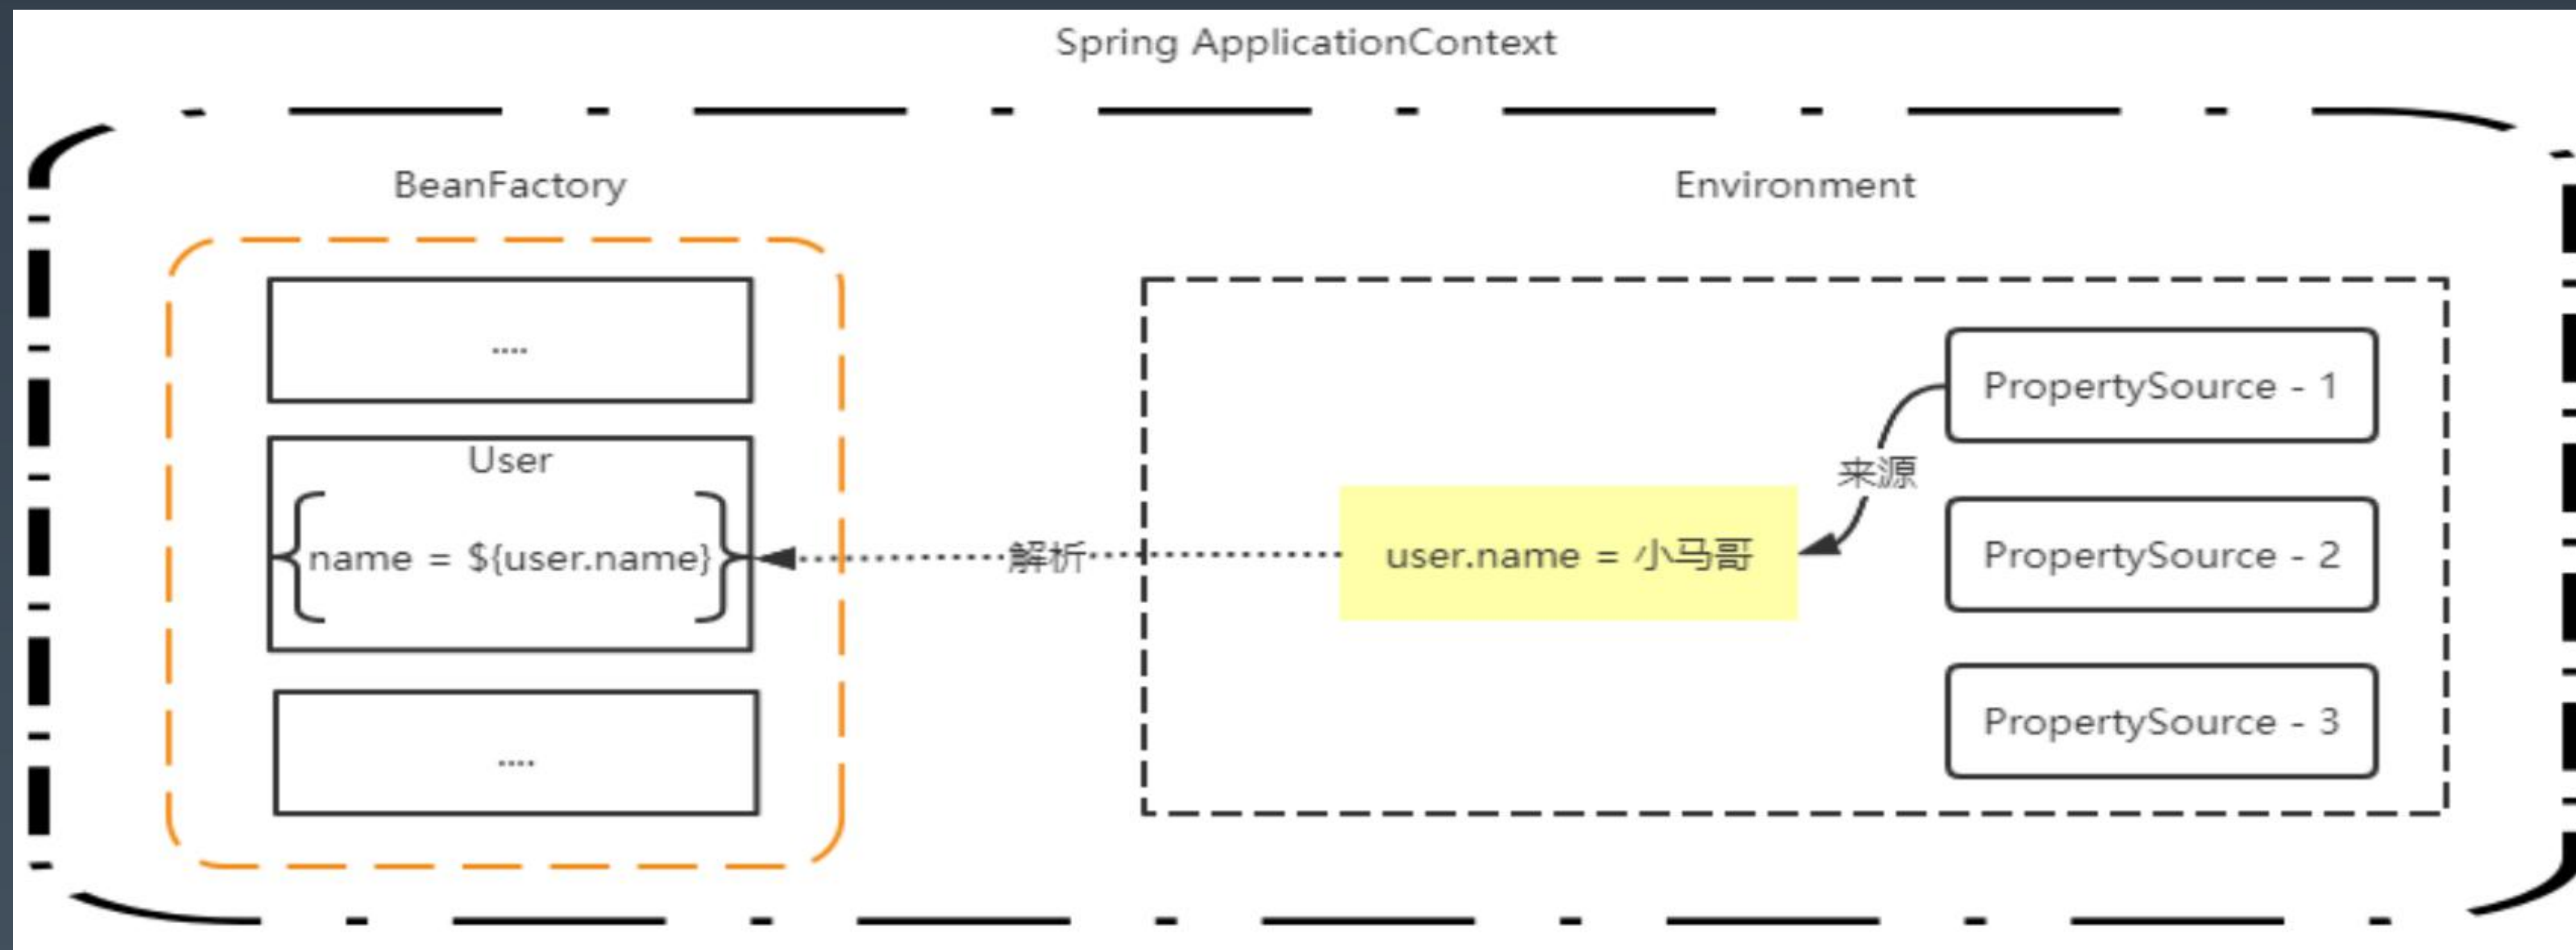 Spring ApplicationContext
BeanFactory
Environment
....
User
name = ${user.name}
....
解析
user.name = 小马哥
来源
PropertySource - 1
PropertySource - 2
PropertySource - 3